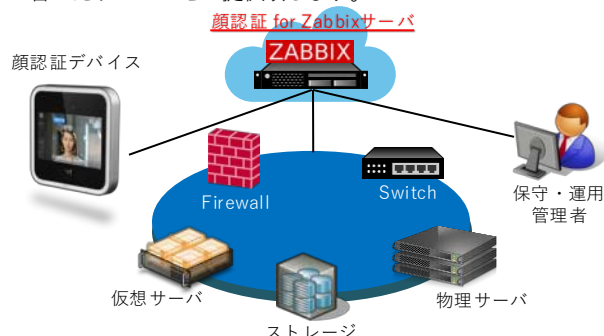 顔認証 for Zabbixサーバ
ZABBIX
顔認証デバイス
Firewall
Switch
保守・運用
管理者
仮想サーバ
物理サーバ
ストレージ